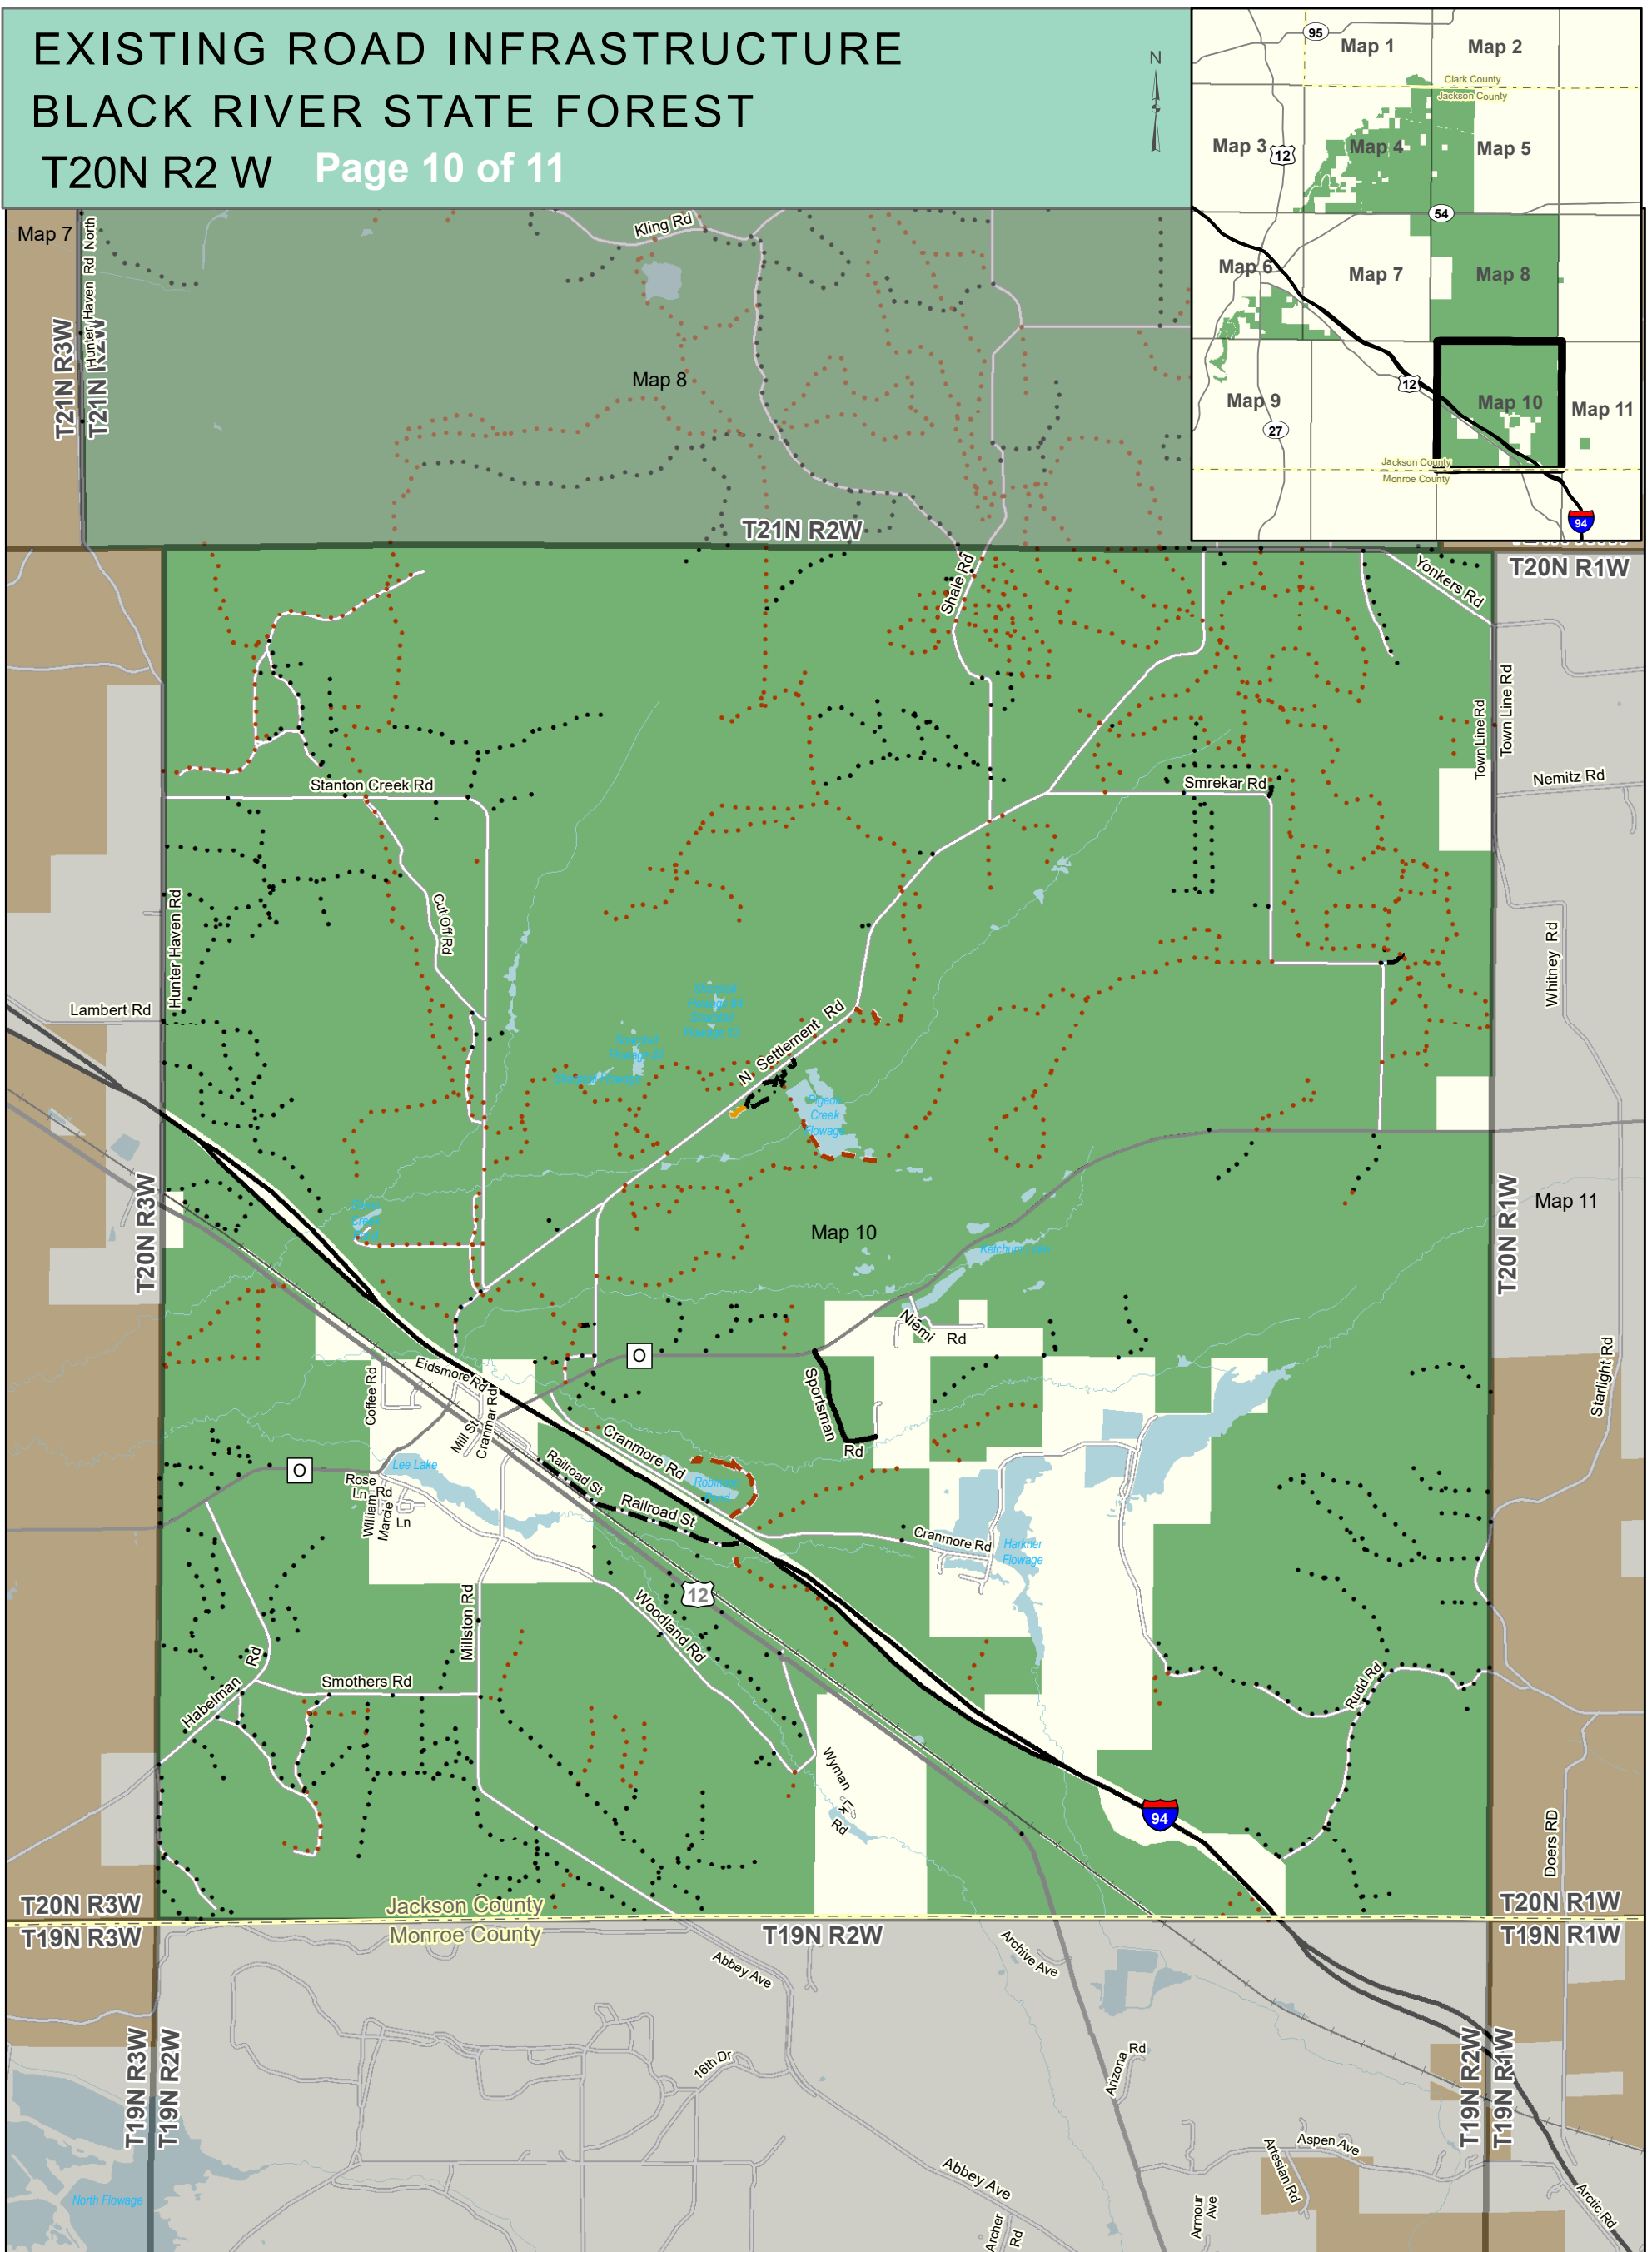 EXISTING ROAD INFRASTRUCTURE
BLACK RIVER STATE FOREST
T20N R2 W Page 10 of 11
N
95
Map 1
Map 2
Clark County
Jackson County
Map 3
12
Map 4
Map 5
54
Map 6
Map 7
Map 8
12
Map 9
27
Map 10
Map 11
Jackson County
Monroe County
94
Map 7
Hunter Haven Rd North
T21N R3W
T21N R2W
Kling Rd
Map 8
T21N R2W
Shale Rd
Yonkers Rd
T20N R1W
Town Line Rd
Town Line Rd
Stanton Creek Rd
Smrekar Rd
Nemitz Rd
Hunter Haven Rd
Cut Off Rd
Whitney Rd
Lambert Rd
N Settlement Rd
Pigeon
Creek
Flowage
T20N R3W
Map 10
Map 11
T20N R1W
Ketchum Lake
Niemi Rd
O
Eidsmore Rd
Coffee Rd
Mill St
Cranmar Rd
Sportsman
Rd
Starlight Rd
Cranmore Rd
Railroad St
Robinson
Pond
Lee Lake
O
Rose
Ln
Rd
William
Marcie
Ln
Railroad St
Cranmore Rd
Harkner
Flowage
12
Millston Rd
Woodland Rd
Habelman Rd
Smothers Rd
Rudd Rd
Wyman
Lk
Rd
94
Doers RD
T20N R3W
Jackson County
T20N R1W
T19N R3W
Monroe County
T19N R2W
T19N R1W
Abbey Ave
Archive Ave
T19N R3W
T19N R2W
16th Dr
Arizona Rd
T19N R2W
T19N R1W
Aspen Ave
Artesian Rd
Abbey Ave
North Flowage
Armour
Ave
Archer
Rd
Arctic Rd